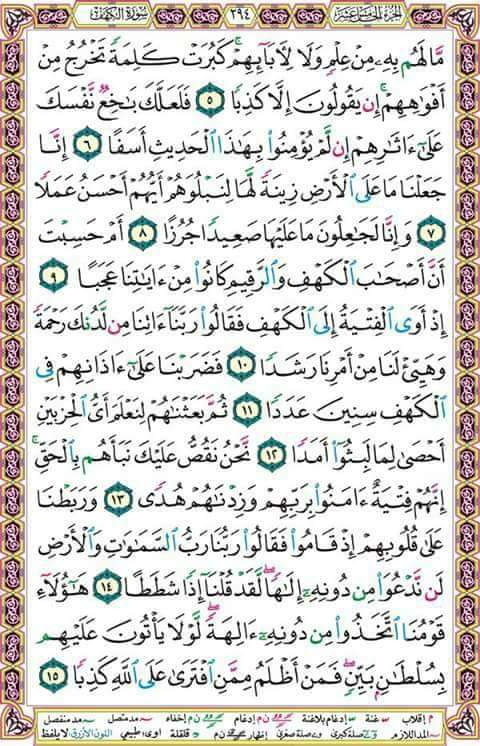 الجزء الخامس عشر ٢٩٤ سورة الكهف
مَّا لَهُم بِهِۦ مِنْ عِلْمٍ وَلَا لِأٓبَآئِهِمْ ۚ كَبُرَتْ كَلِمَةً تَخْرُجُ مِنْ
أَفْوَٰهِهِمْ ۚ إِن يَقُولُونَ إِلَّا كَذِبًا ٥ فَلَعَلَّكَ بَٰخِعٌ نَّفْسَكَ
عَلَىٰٓ ءَاثَٰرِهِمْ إِن لَّمْ يُؤْمِنُوا۟ بِهَٰذَا ٱلْحَدِيثِ أَسَفًا ٦ إِنَّا
جَعَلْنَا مَا عَلَى ٱلْأَرْضِ زِينَةً لَّهَا لِنَبْلُوَهُمْ أَيُّهُمْ أَحْسَنُ عَمَلًا
٧ وَإِنَّا لَجَٰعِلُونَ مَا عَلَيْهَا صَعِيدًا جُرُزًا ٨ أَمْ حَسِبْتَ
أَنَّ أَصْحَٰبَ ٱلْكَهْفِ وَٱلرَّقِيمِ كَانُوا۟ مِنْ ءَايَٰتِنَا عَجَبًا ٩
إِذْ أَوَى ٱلْفِتْيَةُ إِلَى ٱلْكَهْفِ فَقَالُوا۟ رَبَّنَآ ءَاتِنَا مِن لَّدُنكَ رَحْمَةً
وَهَيِّئْ لَنَا مِنْ أَمْرِنَا رَشَدًا ١٠ فَضَرَبْنَا عَلَىٰٓ ءَاذَانِهِمْ فِى
ٱلْكَهْفِ سِنِينَ عَدَدًا ١١ ثُمَّ بَعَثْنَٰهُمْ لِنَعْلَمَ أَىُّ ٱلْحِزْبَيْنِ
أَحْصَىٰ لِمَا لَبِثُوٓا۟ أَمَدًا ١٢ نَّحْنُ نَقُصُّ عَلَيْكَ نَبَأَهُم بِٱلْحَقِّ ۚ
إِنَّهُمْ فِتْيَةٌ ءَامَنُوا۟ بِرَبِّهِمْ وَزِدْنَٰهُمْ هُدًى ١٣ وَرَبَطْنَا
عَلَىٰ قُلُوبِهِمْ إِذْ قَامُوا۟ فَقَالُوا۟ رَبُّنَا رَبُّ ٱلسَّمَٰوَٰتِ وَٱلْأَرْضِ
لَن نَّدْعُوَا۟ مِن دُونِهِۦٓ إِلَٰهًا ۖ لَّقَدْ قُلْنَآ إِذًا شَطَطًا ١٤ هَٰٓؤُلَآءِ
قَوْمُنَا ٱتَّخَذُوا۟ مِن دُونِهِۦٓ ءَالِهَةً ۖ لَّوْلَا يَأْتُونَ عَلَيْهِم
بِسُلْطَٰنٍۭ بَيِّنٍ ۖ فَمَنْ أَظْلَمُ مِمَّنِ ٱفْتَرَىٰ عَلَى ٱللَّهِ كَذِبًا ١٥
م إقلاب غنة إدغام بلاغنة ن م إدغام ن م إخفاء مد متصل مد منفصل
المد اللازم صلة كبرى صلة صغرى إظهار ن م قلقلة اوى: طبيعي اللون الأزرق لا يلفظ